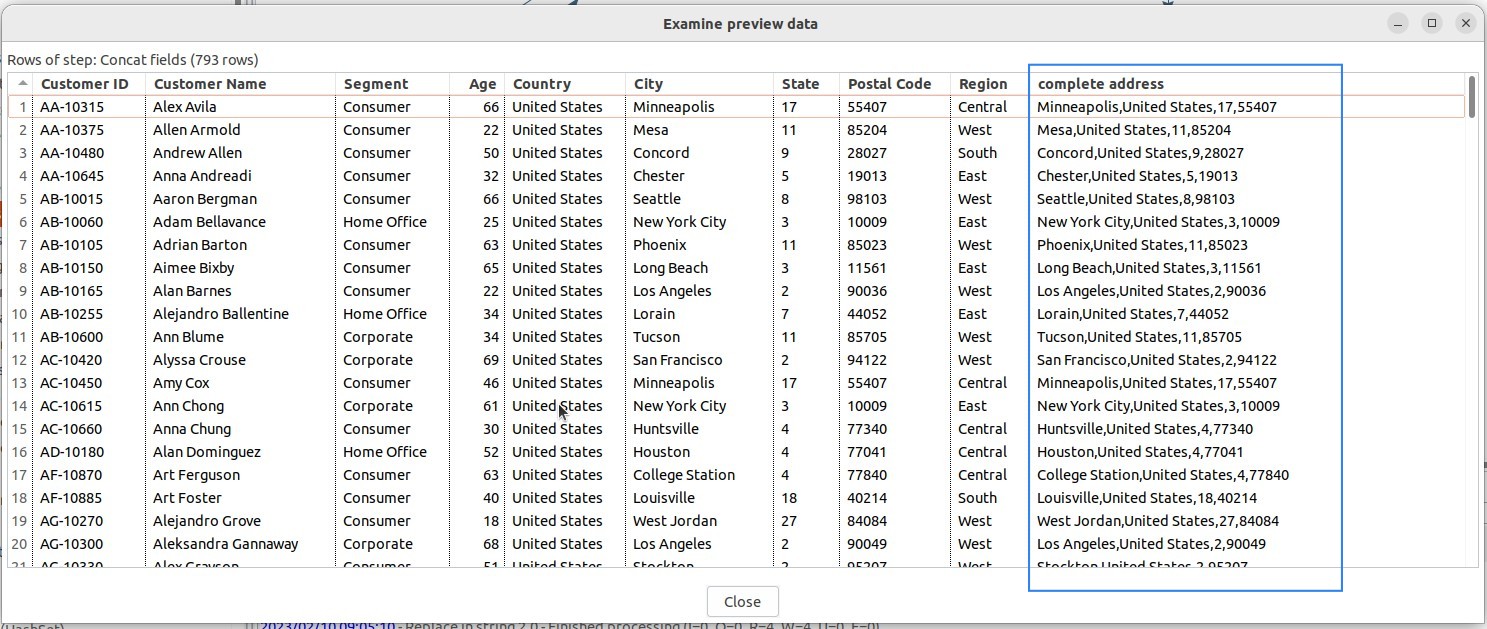 Examine preview data
Rows of step: Concat fields (793 rows)
Customer ID Customer Name Segment Age Country City State Postal Code Region complete address
1 AA-10315 Alex Avila Consumer 66 United States Minneapolis 17 55407 Central Minneapolis,United States,17,55407
2 AA-10375 Allen Armold Consumer 22 United States Mesa 11 85204 West Mesa,United States,11,85204
3 AA-10480 Andrew Allen Consumer 50 United States Concord 9 28027 South Concord,United States,9,28027
4 AA-10645 Anna Andreadi Consumer 32 United States Chester 5 19013 East Chester,United States,5,19013
5 AB-10015 Aaron Bergman Consumer 66 United States Seattle 8 98103 West Seattle,United States,8,98103
6 AB-10060 Adam Bellavance Home Office 25 United States New York City 3 10009 East New York City,United States,3,10009
7 AB-10105 Adrian Barton Consumer 63 United States Phoenix 11 85023 West Phoenix,United States,11,85023
8 AB-10150 Aimee Bixby Consumer 65 United States Long Beach 3 11561 East Long Beach,United States,3,11561
9 AB-10165 Alan Barnes Consumer 22 United States Los Angeles 2 90036 West Los Angeles,United States,2,90036
10 AB-10255 Alejandro Ballentine Home Office 34 United States Lorain 7 44052 East Lorain,United States,7,44052
11 AB-10600 Ann Blume Corporate 34 United States Tucson 11 85705 West Tucson,United States,11,85705
12 AC-10420 Alyssa Crouse Corporate 69 United States San Francisco 2 94122 West San Francisco,United States,2,94122
13 AC-10450 Amy Cox Consumer 46 United States Minneapolis 17 55407 Central Minneapolis,United States,17,55407
14 AC-10615 Ann Chong Corporate 61 United States New York City 3 10009 East New York City,United States,3,10009
15 AC-10660 Anna Chung Consumer 30 United States Huntsville 4 77340 Central Huntsville,United States,4,77340
16 AD-10180 Alan Dominguez Home Office 52 United States Houston 4 77041 Central Houston,United States,4,77041
17 AF-10870 Art Ferguson Consumer 63 United States College Station 4 77840 Central College Station,United States,4,77840
18 AF-10885 Art Foster Consumer 40 United States Louisville 18 40214 South Louisville,United States,18,40214
19 AG-10270 Alejandro Grove Consumer 18 United States West Jordan 27 84084 West West Jordan,United States,27,84084
20 AG-10300 Aleksandra Gannaway Corporate 68 United States Los Angeles 2 90049 West Los Angeles,United States,2,90049
21 AG-10330 Alex Grayson Consumer 51 United States Stockton 2 95207 West Stockton,United States,2,95207
Close
(HashSet)
2023/02/10 09:05:10 - Replace in string 2.0 - Finished processing (I=0, O=0, R=4, W=4, U=0, E=0)